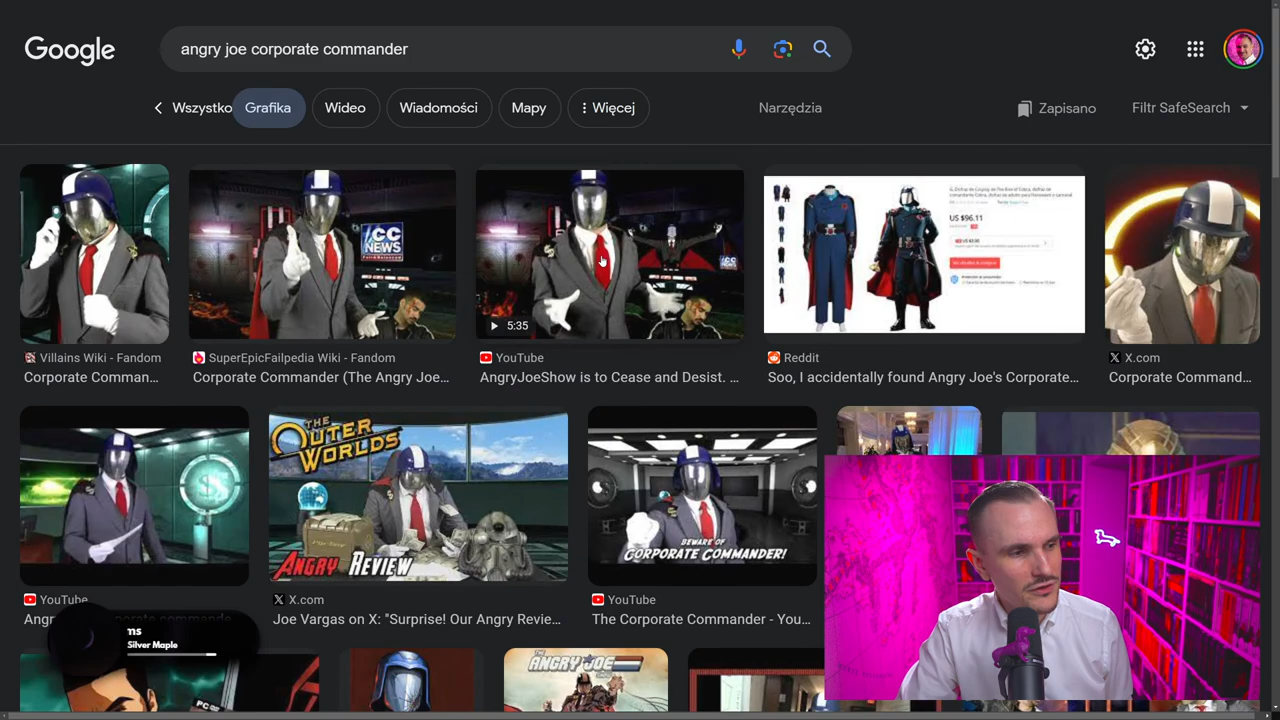 Google
angry joe corporate commander
Wszystko
Grafika
Wideo
Wiadomości
Mapy
Więcej
Narzędzia
Zapisano
Filtr SafeSearch
CC
NEWS
CC
NEWS
US $96.11
5:35
Villains Wiki - Fandom
SuperEpicFailpedia Wiki - Fandom
YouTube
Reddit
X.com
Corporate Comman...
Corporate Commander (The Angry Joe...
AngryJoeShow is to Cease and Desist. ...
Soo, I accidentally found Angry Joe's Corporate...
Corporate Command...
THE
OUTER
WORLDS
ANGRY REVIEW
BEWARE OF
CORPORATE COMMANDER!
YouTube
X.com
YouTube
Joe Vargas on X: "Surprise! Our Angry Revie...
The Corporate Commander - You...
ms
Silver Maple
THE
ANGRY JOE